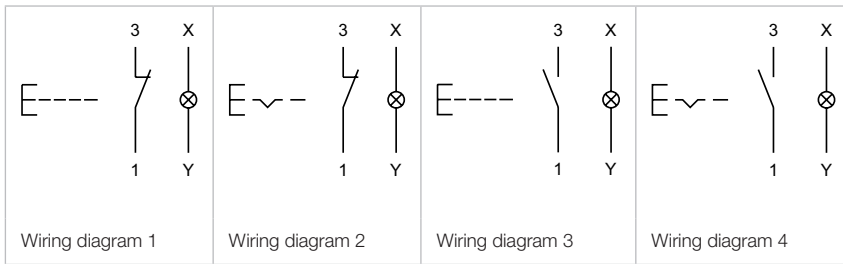 3 X
1 Y
Wiring diagram 1
3 X
1 Y
Wiring diagram 2
3 X
1 Y
Wiring diagram 3
3 X
1 Y
Wiring diagram 4